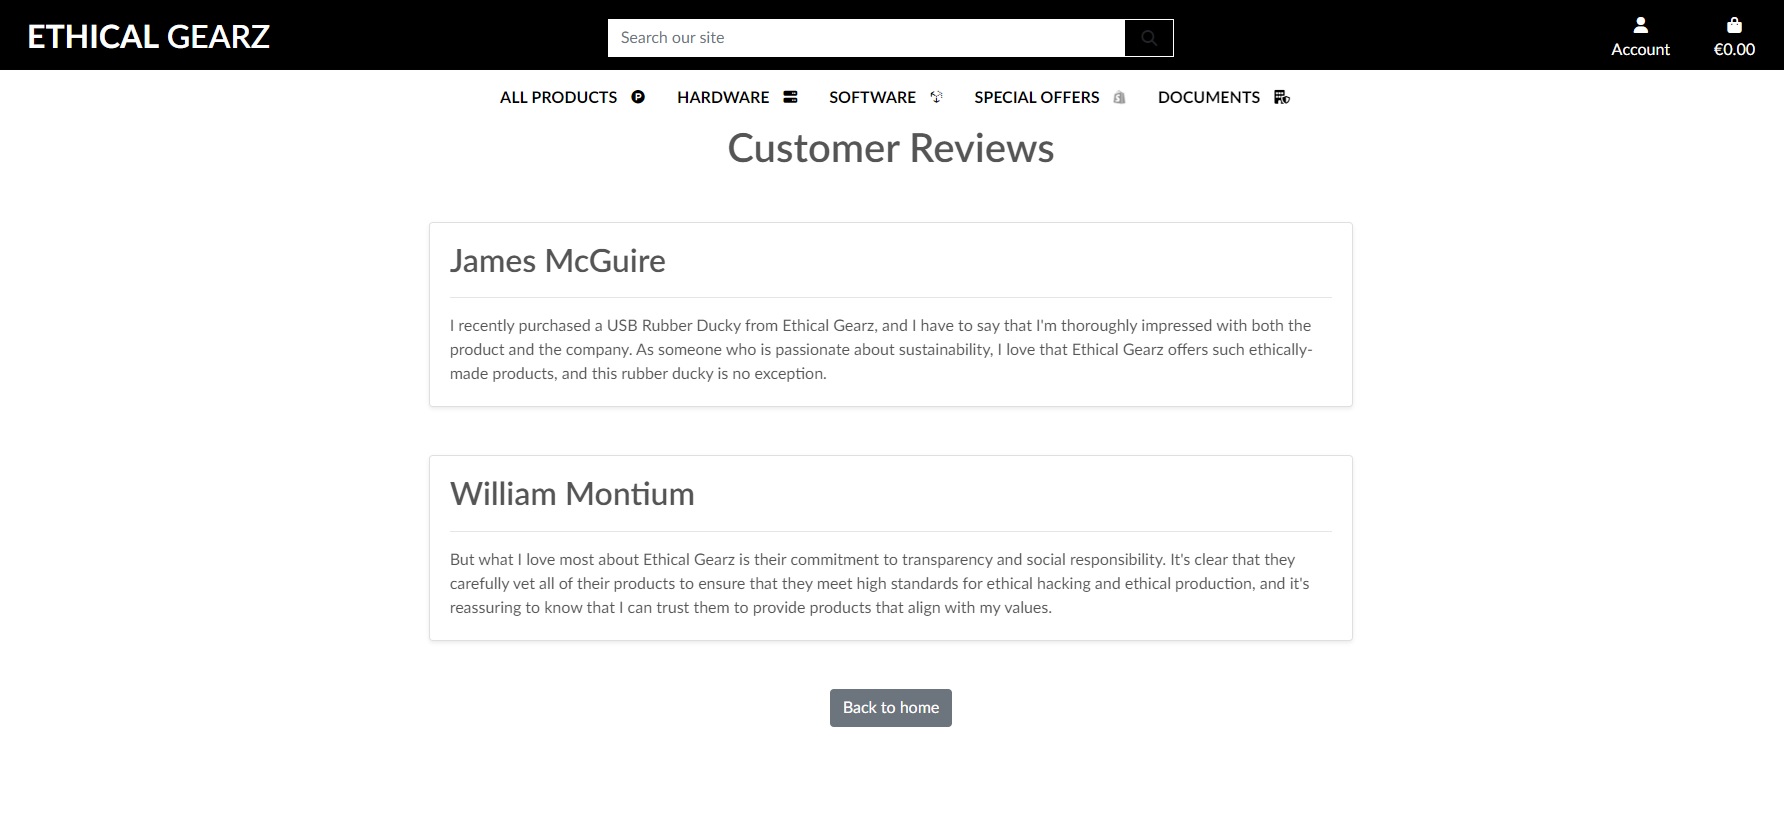 ETHICAL GEARZ
Search our site
Account
€0.00
ALL PRODUCTS HARDWARE SOFTWARE SPECIAL OFFERS DOCUMENTS
Customer Reviews
James McGuire
I recently purchased a USB Rubber Ducky from Ethical Gearz, and I have to say that I'm thoroughly impressed with both the
product and the company. As someone who is passionate about sustainability, I love that Ethical Gearz offers such ethically-
made products, and this rubber ducky is no exception.
William Montium
But what I love most about Ethical Gearz is their commitment to transparency and social responsibility. It's clear that they
carefully vet all of their products to ensure that they meet high standards for ethical hacking and ethical production, and it's
reassuring to know that I can trust them to provide products that align with my values.
Back to home